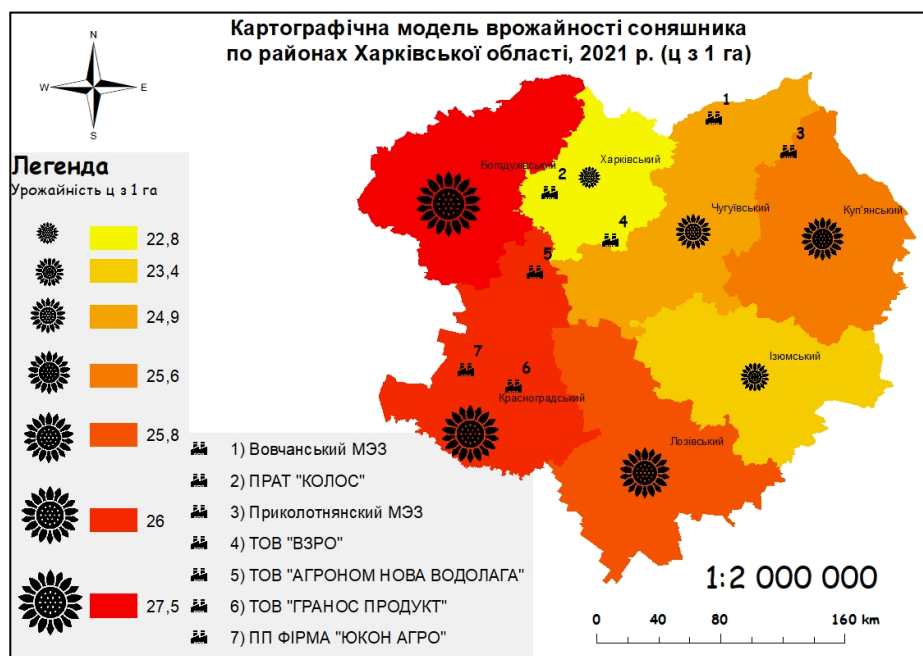 Картографічна модель врожайності соняшника
по районах Харківської області, 2021 р. (ц з 1 га)
N
W
E
S
Легенда
Урожайність ц з 1 га
22,8
23,4
24,9
25,6
25,8
26
27,5
1
3
Богодухівський
Харківський
2
Чугуївський
Куп'янський
4
5
Ізюмський
7
6
Красноградський
Лозівський
1) Вовчанський МЭЗ
2) ПРАТ "КОЛОС"
3) Приколотнянский МЭЗ
4) ТОВ "ВЗРО"
5) ТОВ "АГРОНОМ НОВА ВОДОЛАГА"
6) ТОВ "ГРАНОС ПРОДУКТ"
7) ПП ФІРМА "ЮКОН АГРО"
1:2 000 000
0 40 80 160 км